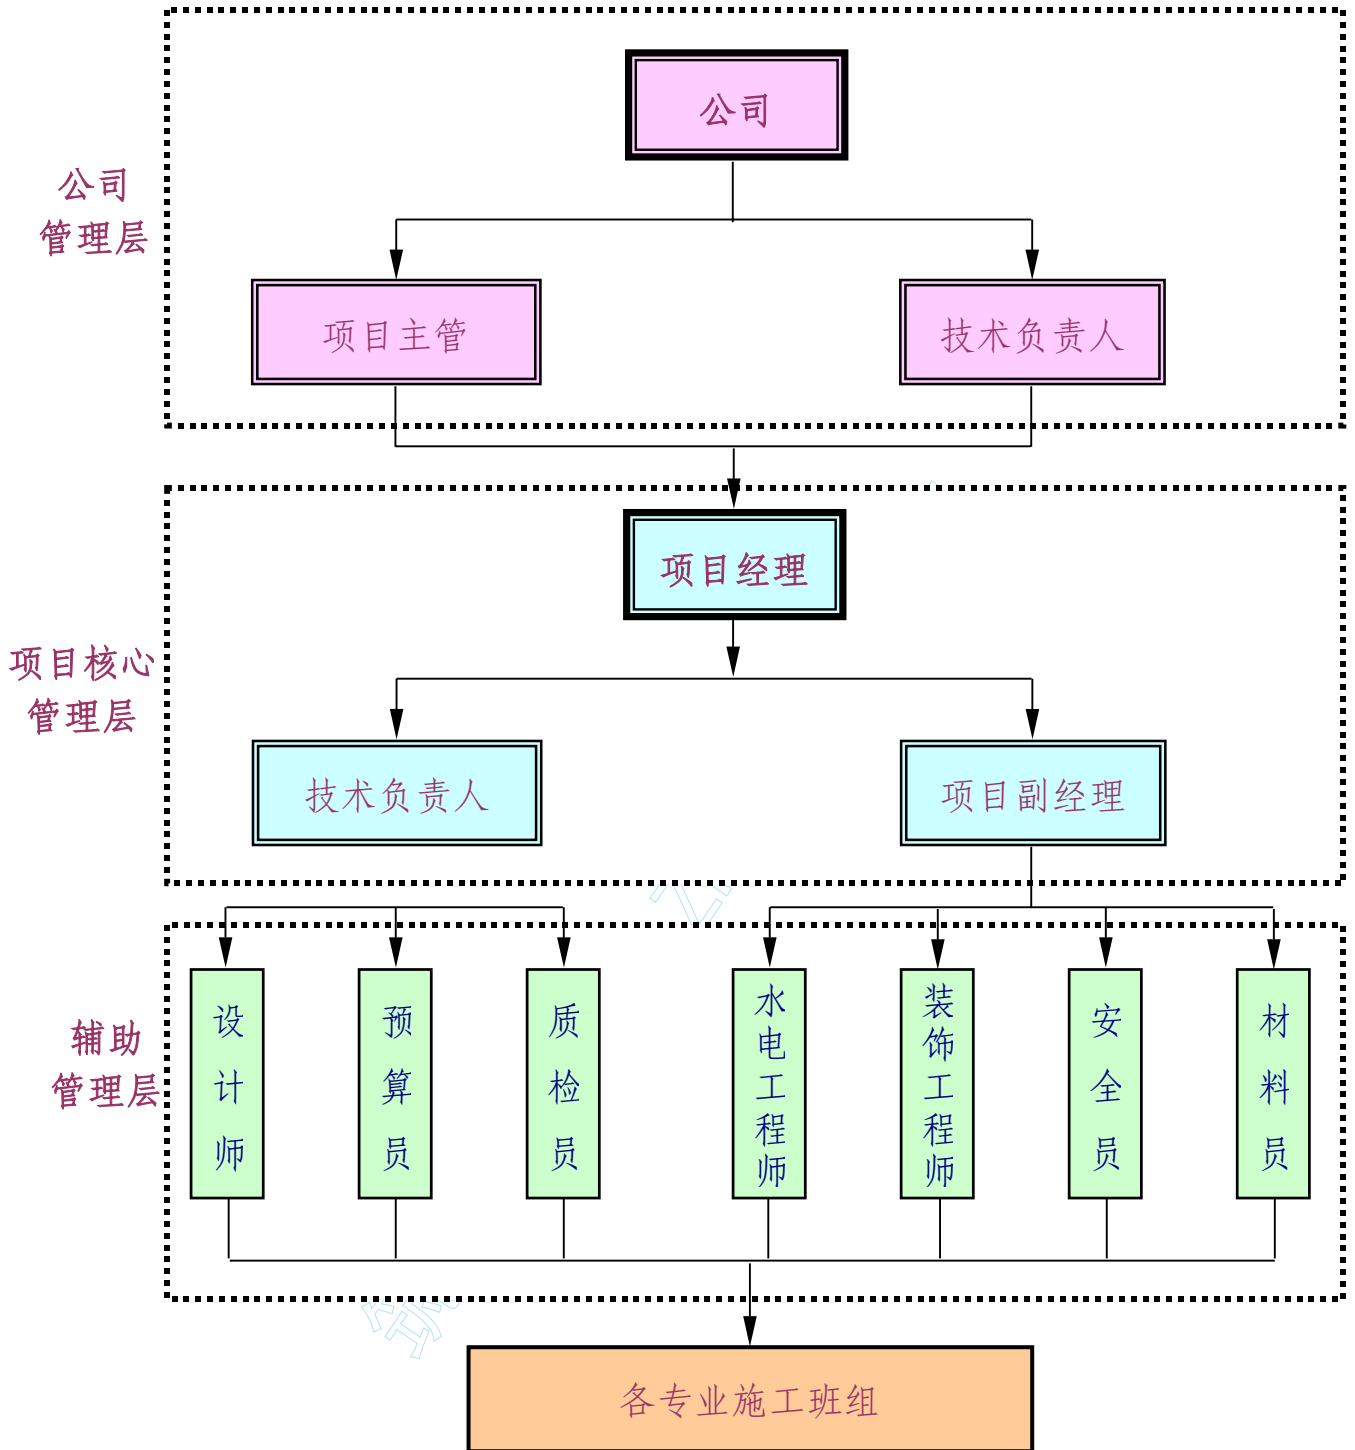 公司
公司
管理层
项目主管
技术负责人
项目经理
项目核心
管理层
技术负责人
项目副经理
辅助
管理层
设计师
预算员
质检员
水电工程师
装饰工程师
安全员
材料员
各专业施工班组